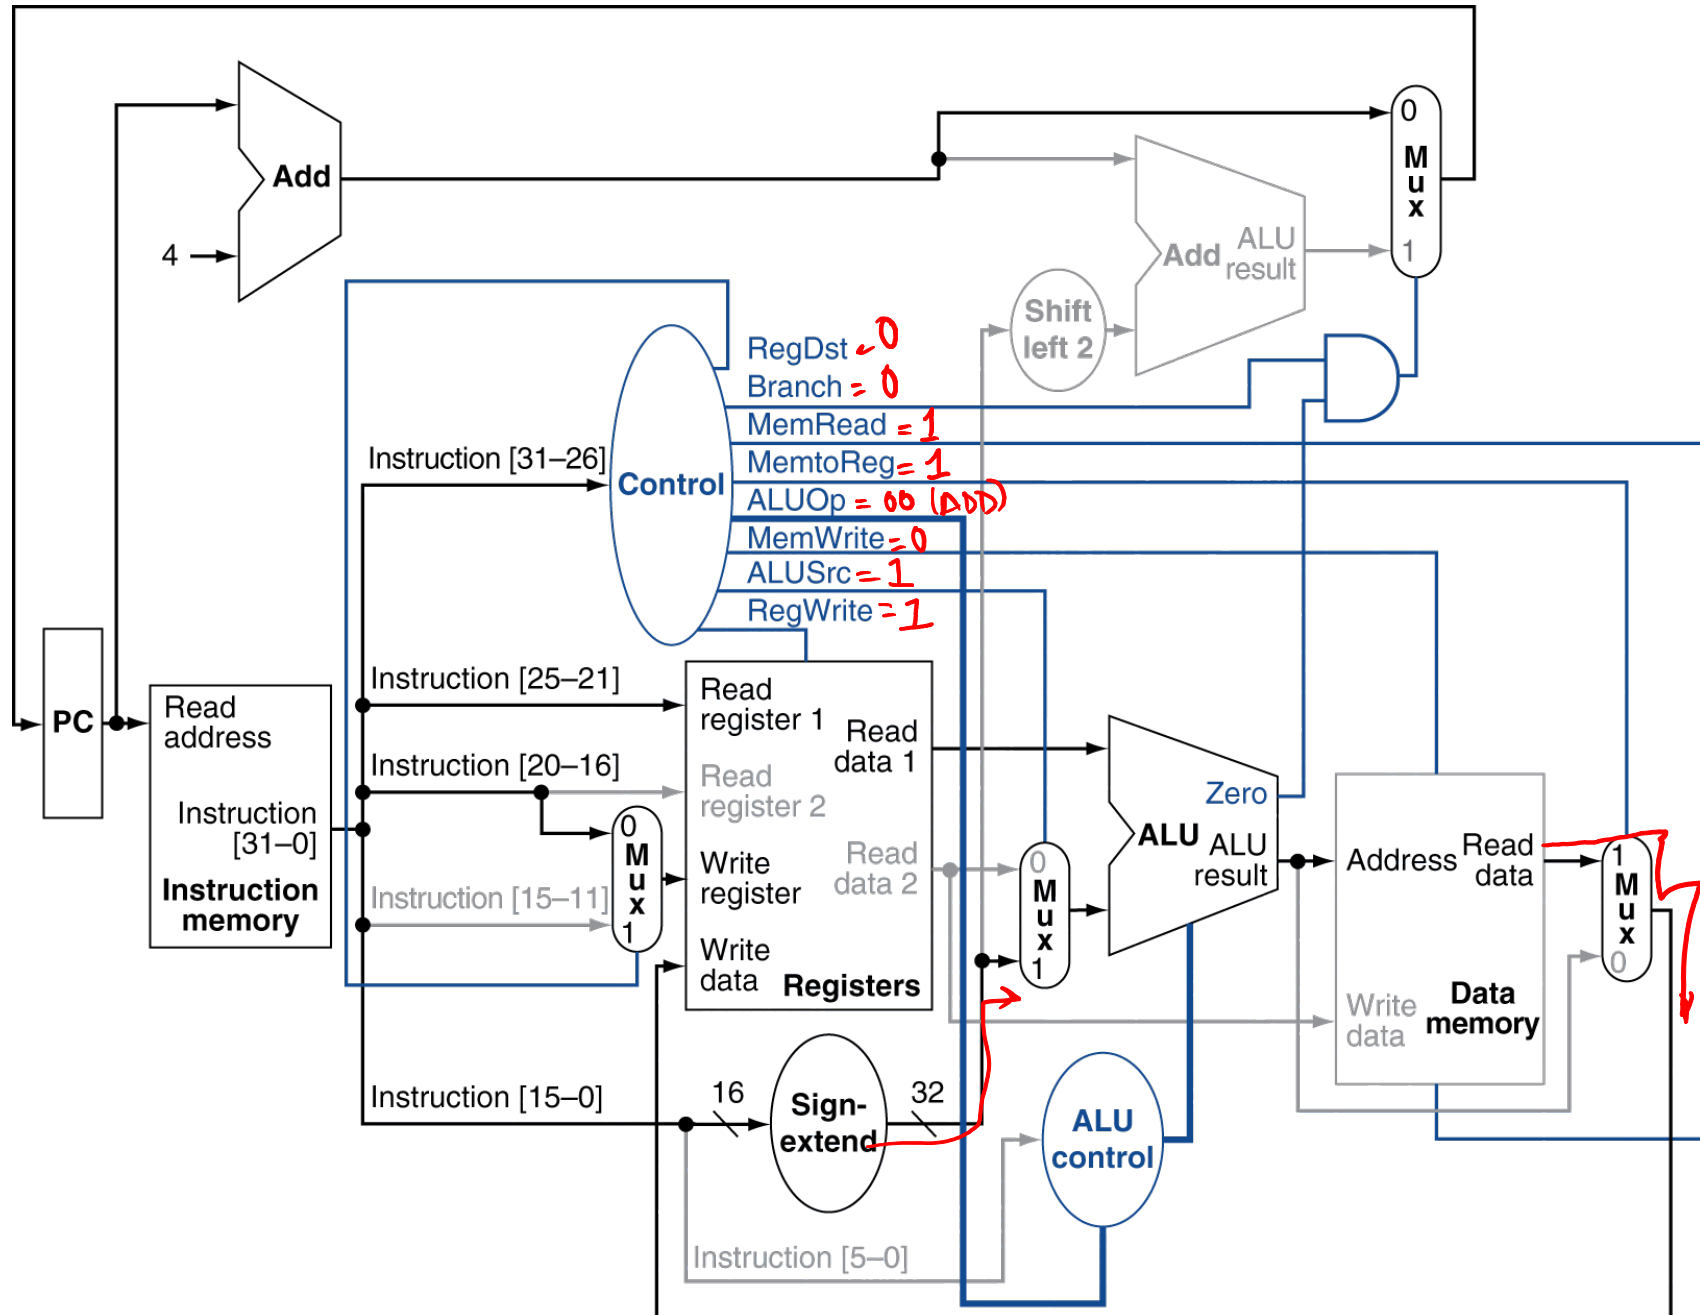 0
Mux
1
Add
4
Add
ALU
result
Shift
left 2
RegDst = 0
Branch = 0
MemRead = 1
MemtoReg = 1
ALUOp = 00 (ADD)
MemWrite = 0
ALUSrc = 1
RegWrite = 1
Instruction [31–26]
Control
PC
Read
address
Instruction
[31–0]
Instruction
memory
Instruction [25–21]
Instruction [20–16]
Instruction [15–11]
0
Mux
1
Read
register 1
Read
register 2
Write
register
Write
data
Read
data 1
Read
data 2
Registers
0
Mux
1
Zero
ALU
ALU
result
Address
Read
data
Write
data
Data
memory
1
Mux
0
Instruction [15–0]
16
Sign-
extend
32
ALU
control
Instruction [5–0]